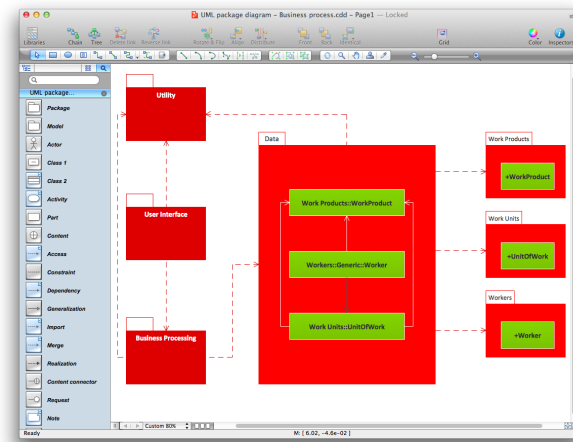 UML package diagram - Business process.cdd - Page1 — Locked
Libraries
Chain Tree Delete link Reverse link
Rotate & Flip Align Distribute
Front Back Identical
Grid
Color Inspectors
UML package...
Package
Model
Actor
Class 1
Class 2
Activity
Part
Content
Access
Constraint
Dependency
Generalization
Import
Merge
Realization
Content connector
Request
Note
Utility
User Interface
Business Processing
Data
Work Products::WorkProduct
Workers::Generic::Worker
Work Units::UnitOfWork
Work Products
+WorkProduct
Work Units
+UnitOfWork
Workers
+Worker
Custom 80%
Ready
M: [ 6.02, -4.6e-02 ]